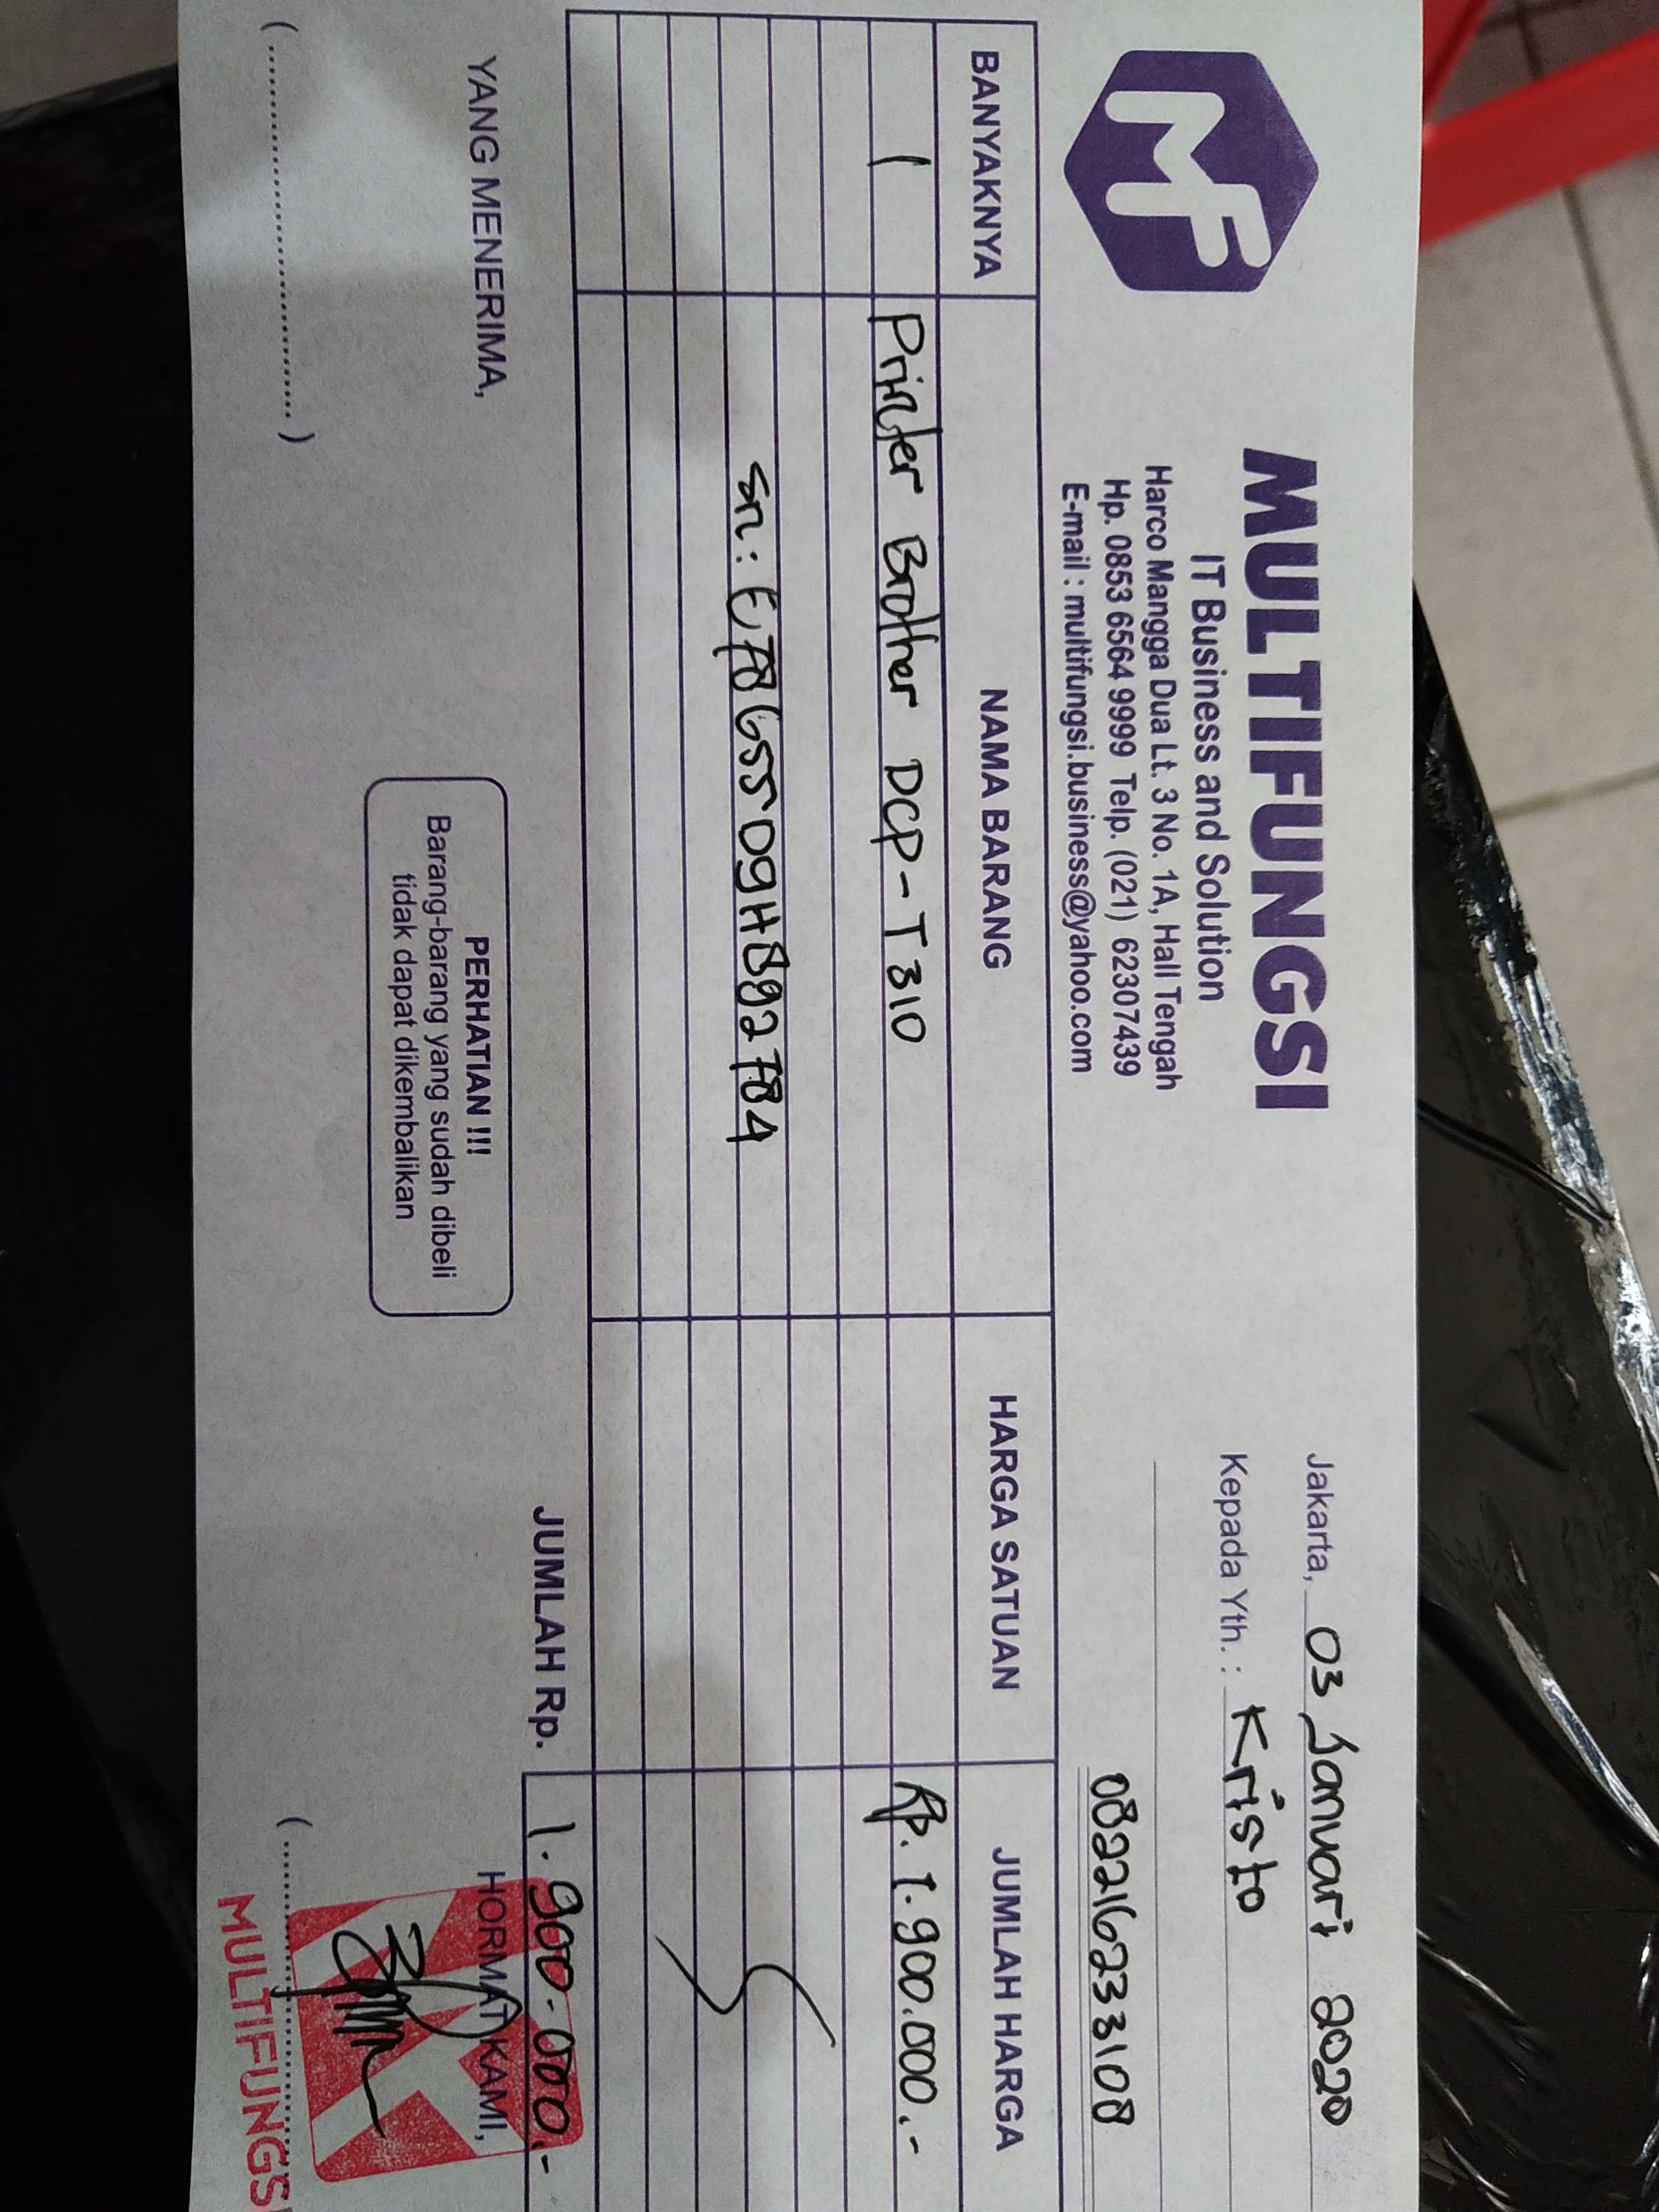 MF
MULTIFUNGSI
IT Business and Solution
Harco Mangga Dua Lt. 3 No. 1A, Hall Tengah
Hp. 0853 6564 9999 Telp. (021) 62307439
E-mail : multifungsi.business@yahoo.com
Jakarta, 03 Januari 2020
Kepada Yth. : Kristo
082216233108
BANYAKNYA NAMA BARANG HARGA SATUAN JUMLAH HARGA
1 Printer Brother DCP-T310 Rp. 1.900.000.-
sn : E78G5509H892784
JUMLAH Rp. 1.900.000.-
YANG MENERIMA,
HORMAT KAMI,
PERHATIAN !!!
Barang-barang yang sudah dibeli
tidak dapat dikembalikan
(....................) (....................
MULTIFUNGSI